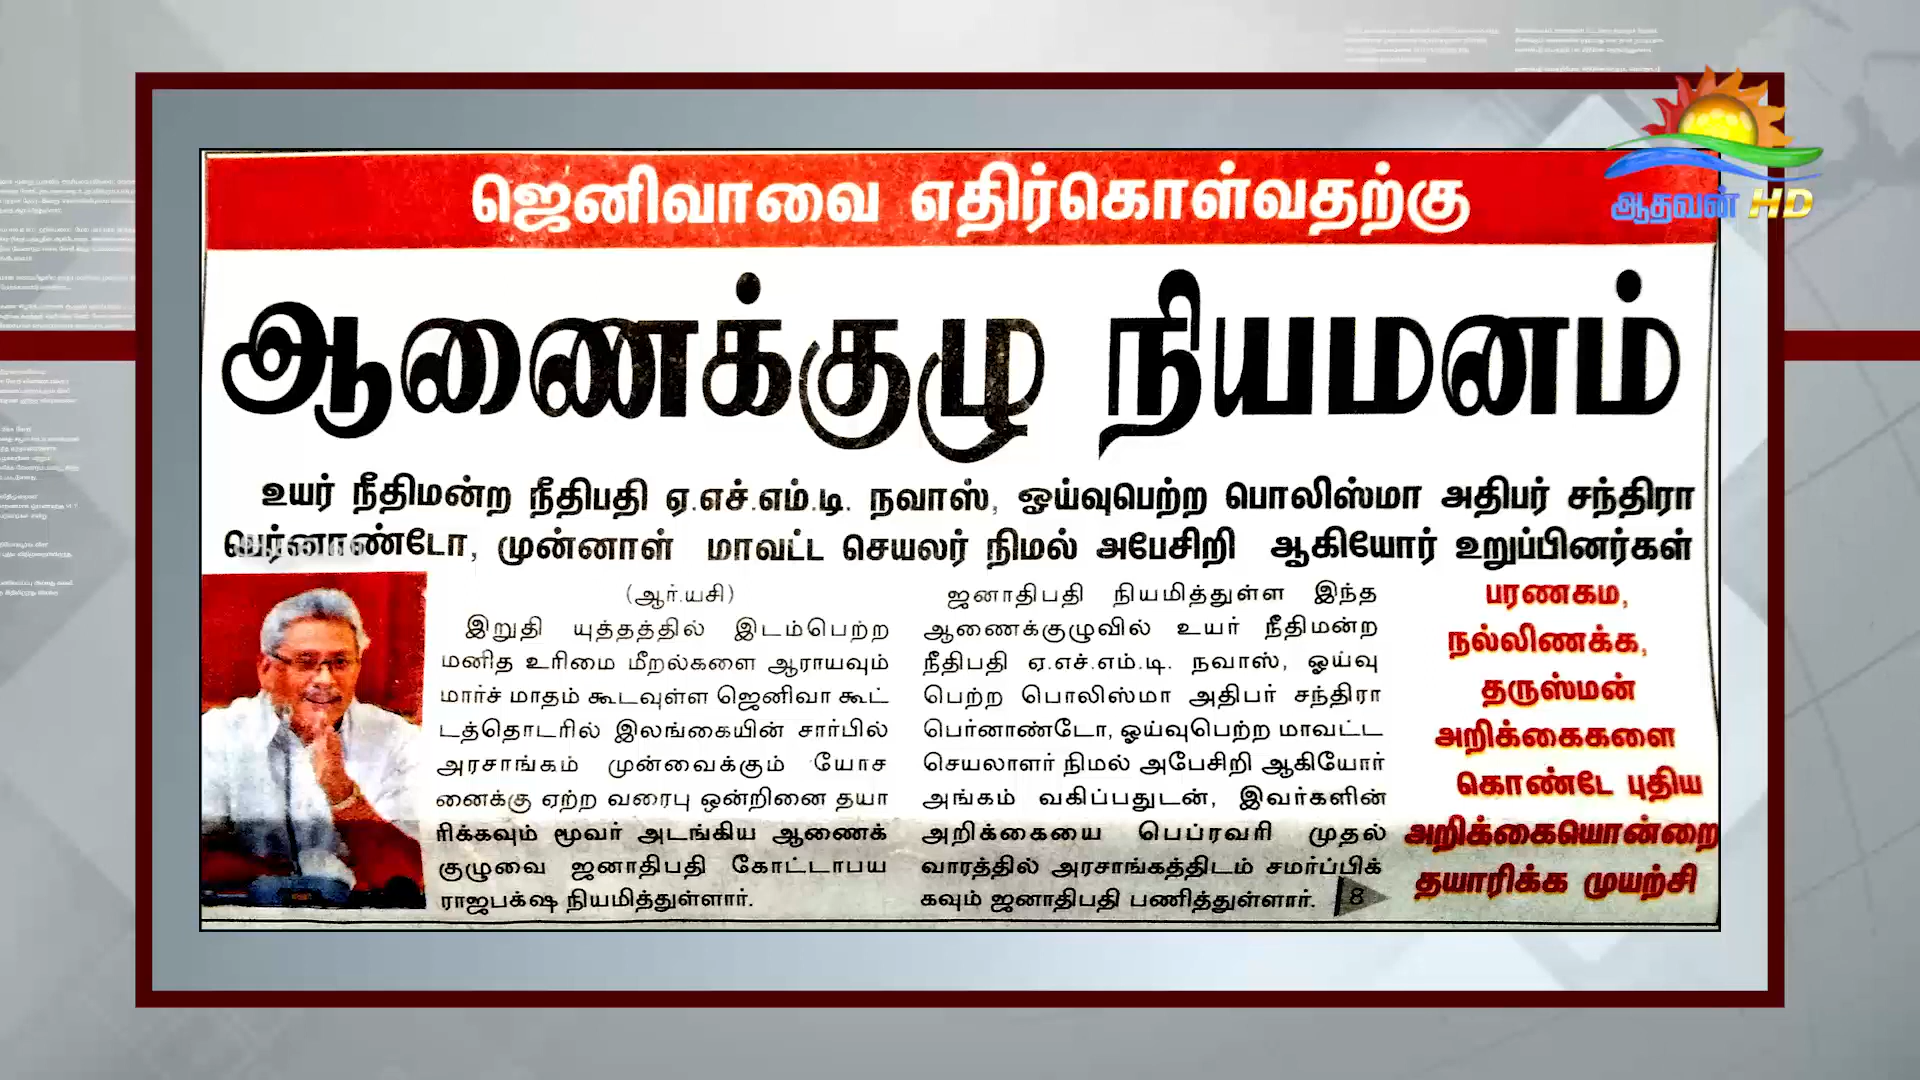 ஆதவன் HD
ஜெனிவாவை எதிர்கொள்வதற்கு
ஆணைக்குழு நியமனம்
உயர் நீதிமன்ற நீதிபதி ஏ.எச்.எம்.டி. நவாஸ், ஓய்வுபெற்ற பொலிஸ்மா அதிபர் சந்திரா
பெர்னாண்டோ, முன்னாள் மாவட்ட செயலர் நிமல் அபேசிறி ஆகியோர் உறுப்பினர்கள்
(ஆர்.யசி)
இறுதி யுத்தத்தில் இடம்பெற்ற
மனித உரிமை மீறல்களை ஆராயவும்
மார்ச் மாதம் கூடவுள்ள ஜெனிவா கூட்
டத்தொடரில் இலங்கையின் சார்பில்
அரசாங்கம் முன்வைக்கும் யோச
னைக்கு ஏற்ற வரைபு ஒன்றினை தயா
ரிக்கவும் மூவர் அடங்கிய ஆணைக்
குழுவை ஜனாதிபதி கோட்டாபய
ராஜபக்ஷ நியமித்துள்ளார்.
ஜனாதிபதி நியமித்துள்ள இந்த
ஆணைக்குழுவில் உயர் நீதிமன்ற
நீதிபதி ஏ.எச்.எம்.டி. நவாஸ், ஓய்வு
பெற்ற பொலிஸ்மா அதிபர் சந்திரா
பெர்னாண்டோ, ஓய்வுபெற்ற மாவட்ட
செயலாளர் நிமல் அபேசிறி ஆகியோர்
அங்கம் வகிப்பதுடன், இவர்களின்
அறிக்கையை பெப்ரவரி முதல்
வாரத்தில் அரசாங்கத்திடம் சமர்ப்பிக்
கவும் ஜனாதிபதி பணித்துள்ளார். 8
பரணகம,
நல்லிணக்க,
தருஸ்மன்
அறிக்கைகளை
கொண்டே புதிய
அறிக்கையொன்றை
தயாரிக்க முயற்சி